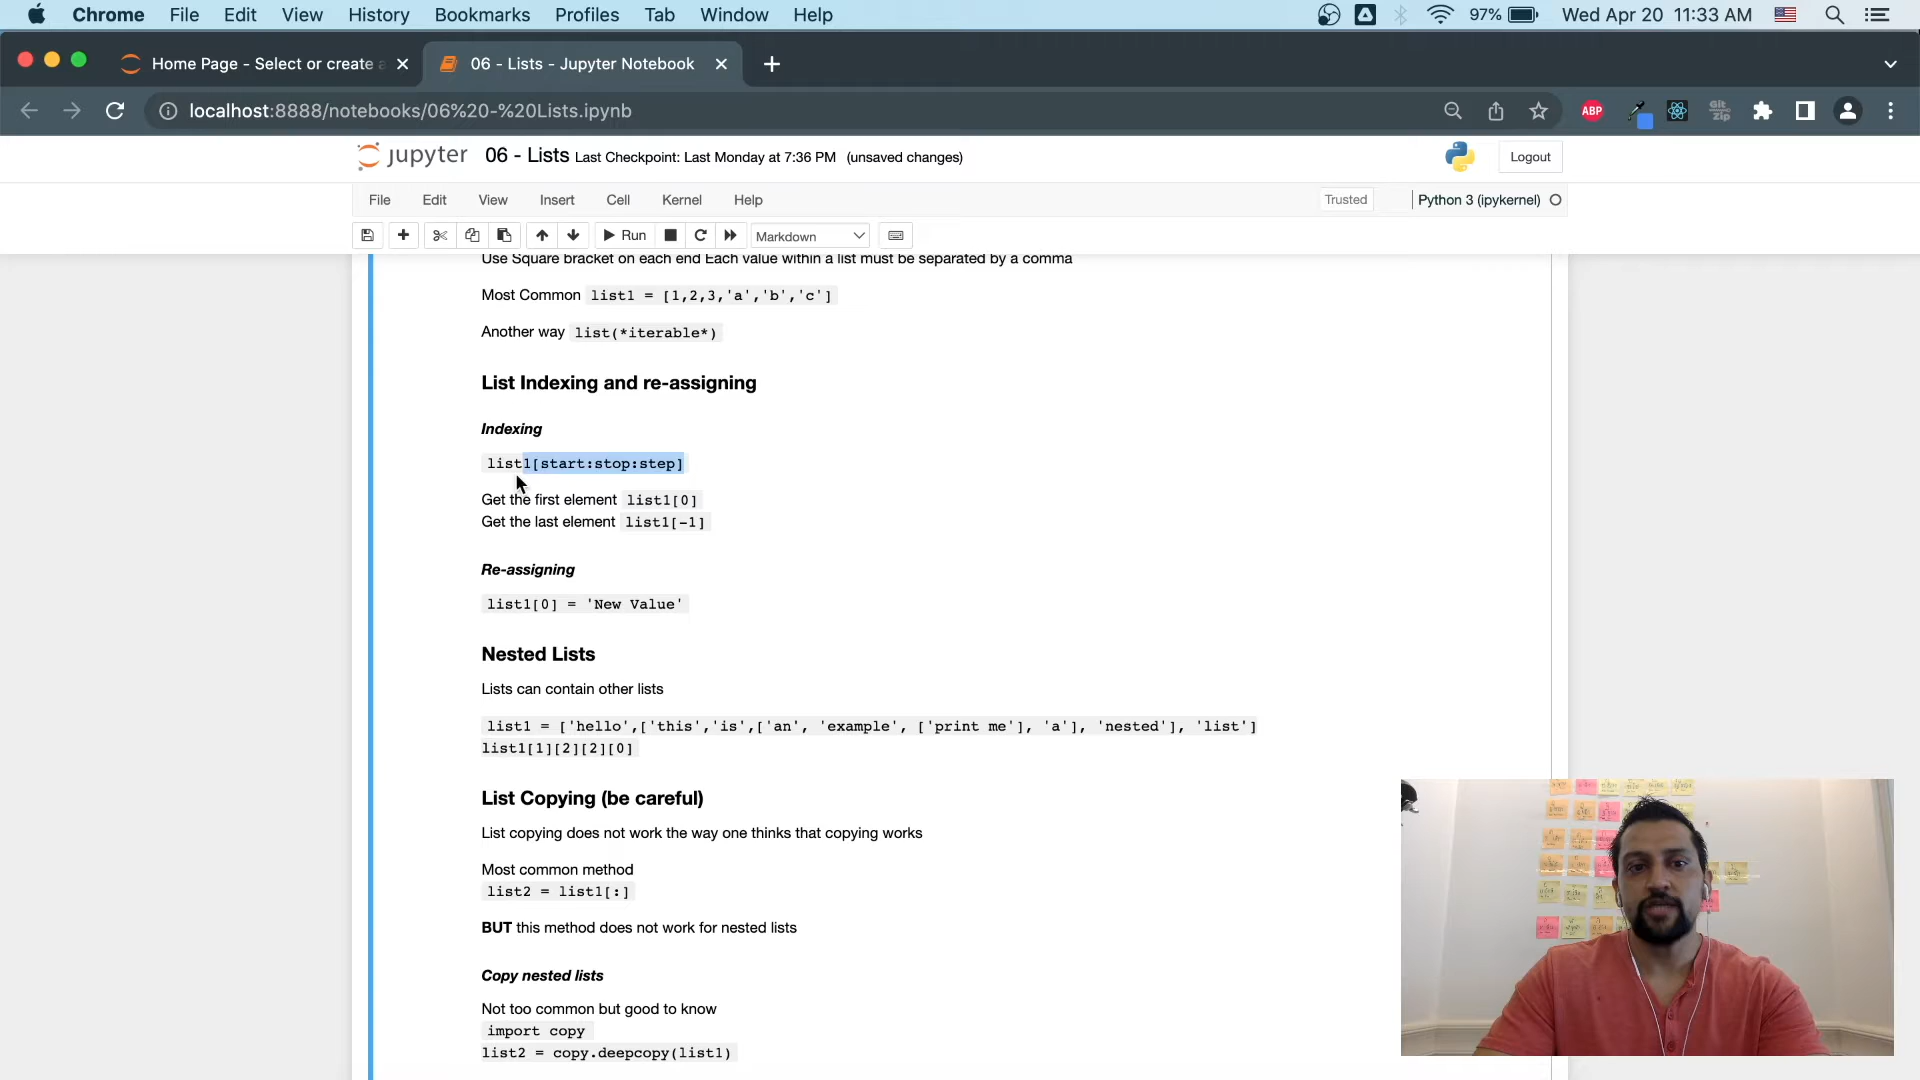 Chrome File Edit View History Bookmarks Profiles Tab Window Help 97% Wed Apr 20 11:33 AM
Home Page - Select or create a
06 - Lists - Jupyter Notebook
localhost:8888/notebooks/06%20-%20Lists.ipynb
ABP
Git Zip
jupyter 06 - Lists Last Checkpoint: Last Monday at 7:36 PM (unsaved changes)
Logout
File Edit View Insert Cell Kernel Help
Trusted
Python 3 (ipykernel)
Run
Markdown
Use Square bracket on each end Each value within a list must be separated by a comma
Most Common list1 = [1,2,3,'a','b','c']
Another way list(*iterable*)
List Indexing and re-assigning
Indexing
list1[start:stop:step]
Get the first element list1[0]
Get the last element list1[-1]
Re-assigning
list1[0] = 'New Value'
Nested Lists
Lists can contain other lists
list1 = ['hello',['this','is',['an', 'example', ['print me'], 'a'], 'nested'], 'list']
list1[1][2][2][0]
List Copying (be careful)
List copying does not work the way one thinks that copying works
Most common method
list2 = list1[:]
BUT this method does not work for nested lists
Copy nested lists
Not too common but good to know
import copy
list2 = copy.deepcopy(list1)